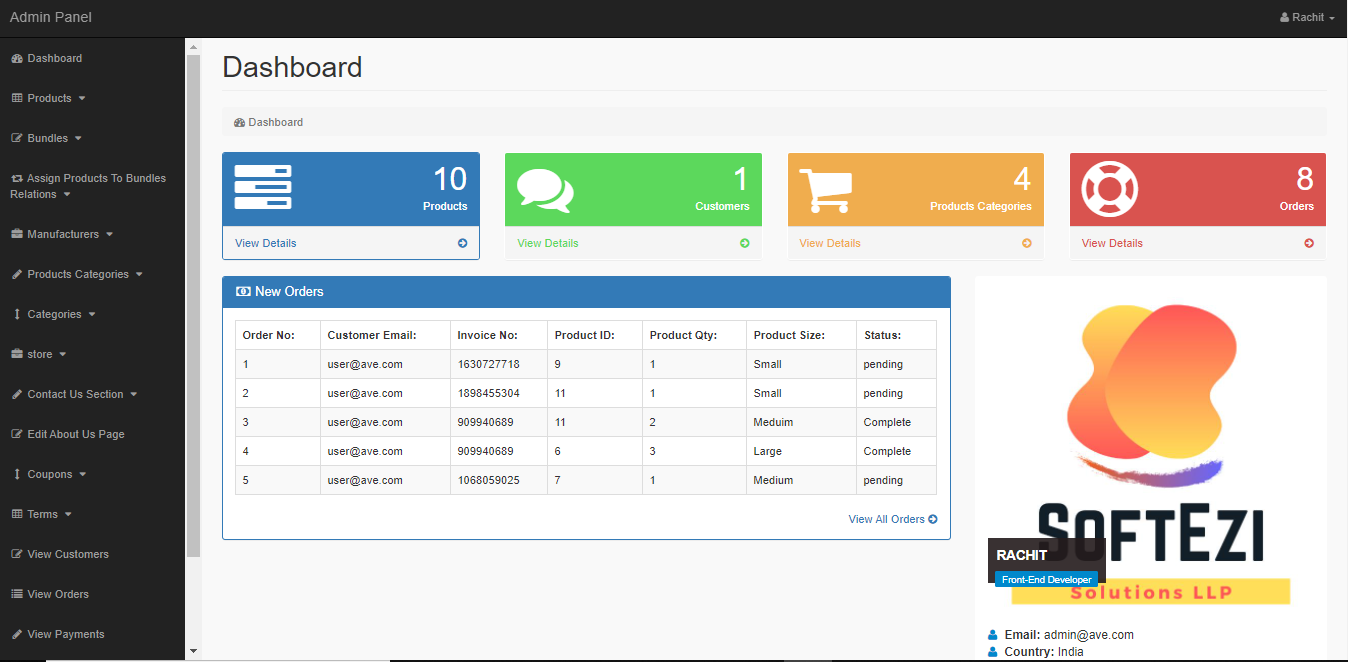 Admin Panel
Rachit
Dashboard
Products
Bundles
Assign Products To Bundles
Relations
Manufacturers
Products Categories
Categories
store
Contact Us Section
Edit About Us Page
Coupons
Terms
View Customers
View Orders
View Payments
Dashboard
Dashboard
10
Products
View Details
1
Customers
View Details
4
Products Categories
View Details
8
Orders
View Details
New Orders
Order No: Customer Email: Invoice No: Product ID: Product Qty: Product Size: Status:
1 user@ave.com 1630727718 9 1 Small pending
2 user@ave.com 1898455304 11 1 Small pending
3 user@ave.com 909940689 11 2 Meduim Complete
4 user@ave.com 909940689 6 3 Large Complete
5 user@ave.com 1068059025 7 1 Medium pending
View All Orders
SOFTEZI
Solutions LLP
RACHIT
Front-End Developer
Email: admin@ave.com
Country: India